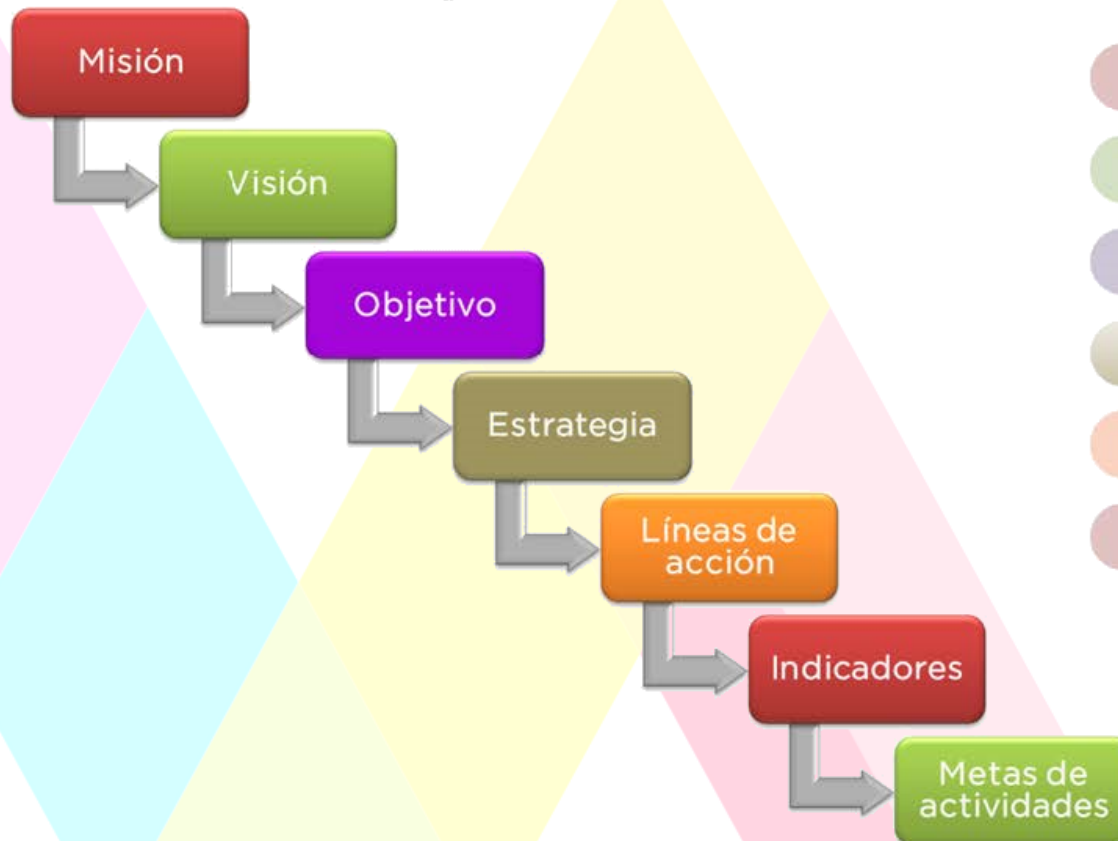 Misión
Visión
Objetivo
Estrategia
Líneas de
acción
Indicadores
Metas de
actividades